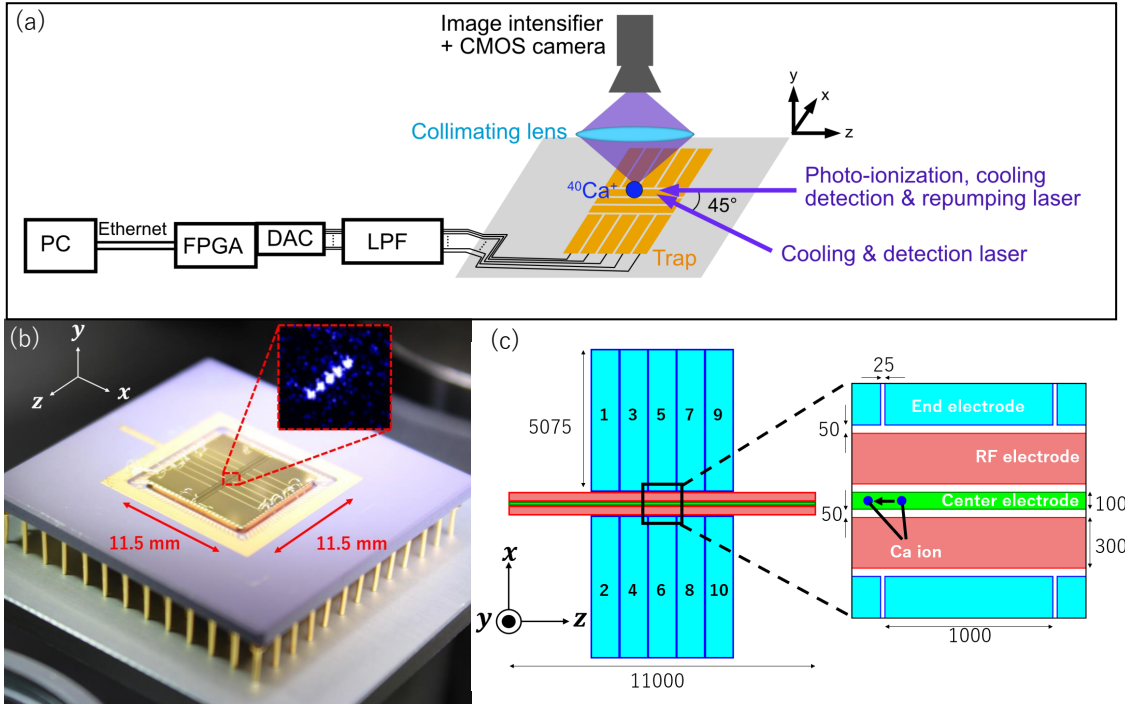 (a)
Image intensifier
+ CMOS camera
Collimating lens
y
x
z
⁴⁰Ca⁺
45°
Photo-ionization, cooling
detection & repumping laser
Cooling & detection laser
Trap
PC
Ethernet
FPGA
DAC
LPF
(b)
y
z
x
11.5 mm
11.5 mm
(c)
5075
1
3
5
7
9
2
4
6
8
10
x
y
z
11000
25
End electrode
50
RF electrode
Center electrode
50
100
Ca ion
300
1000